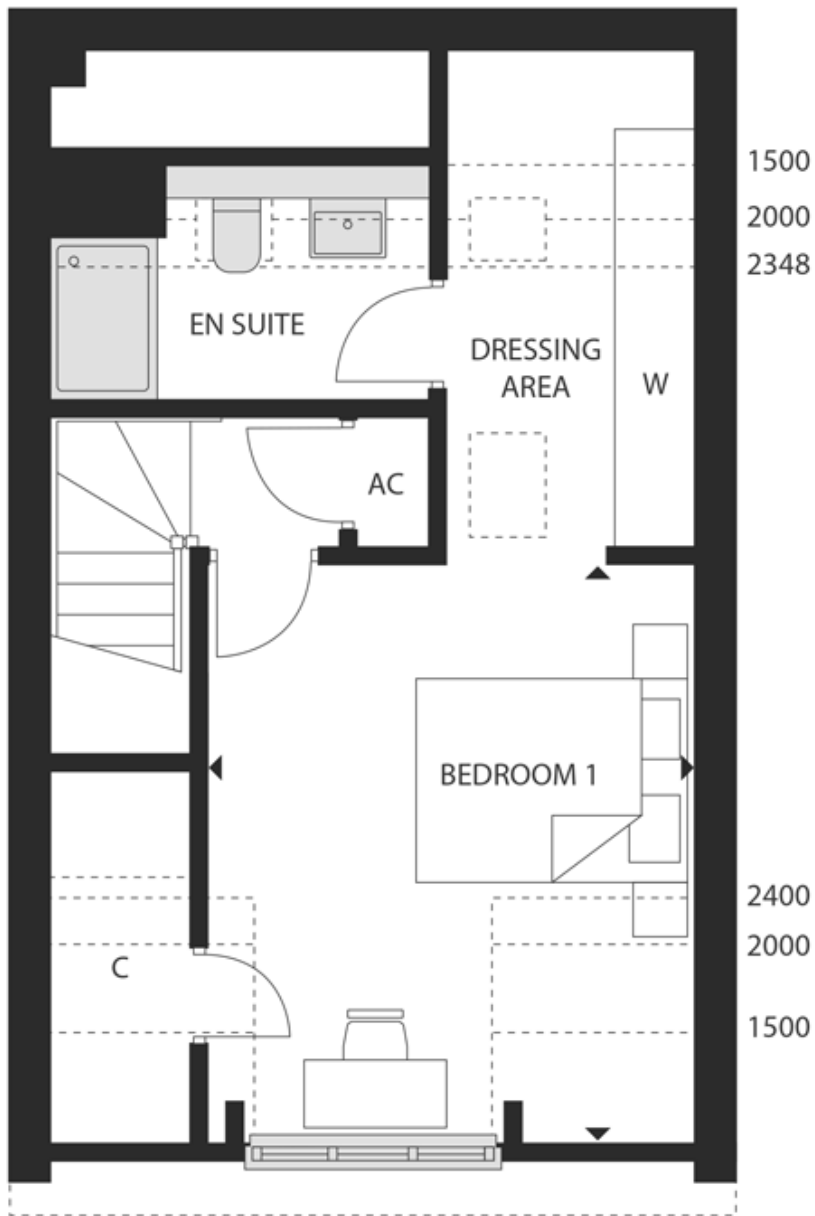 1500
2000
2348
EN SUITE
DRESSING
AREA
W
AC
BEDROOM 1
2400
2000
C
1500